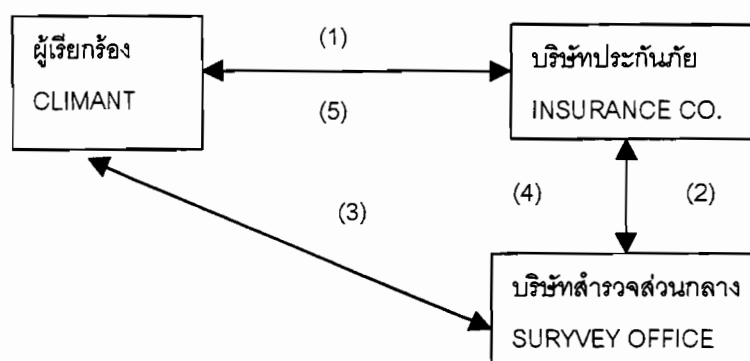 ผู้เรียกร้อง
CLIMANT
(1)
(5)
บริษัทประกันภัย
INSURANCE CO.
(3)
(4)
(2)
บริษัทสำรวจส่วนกลาง
SURYVEY OFFICE